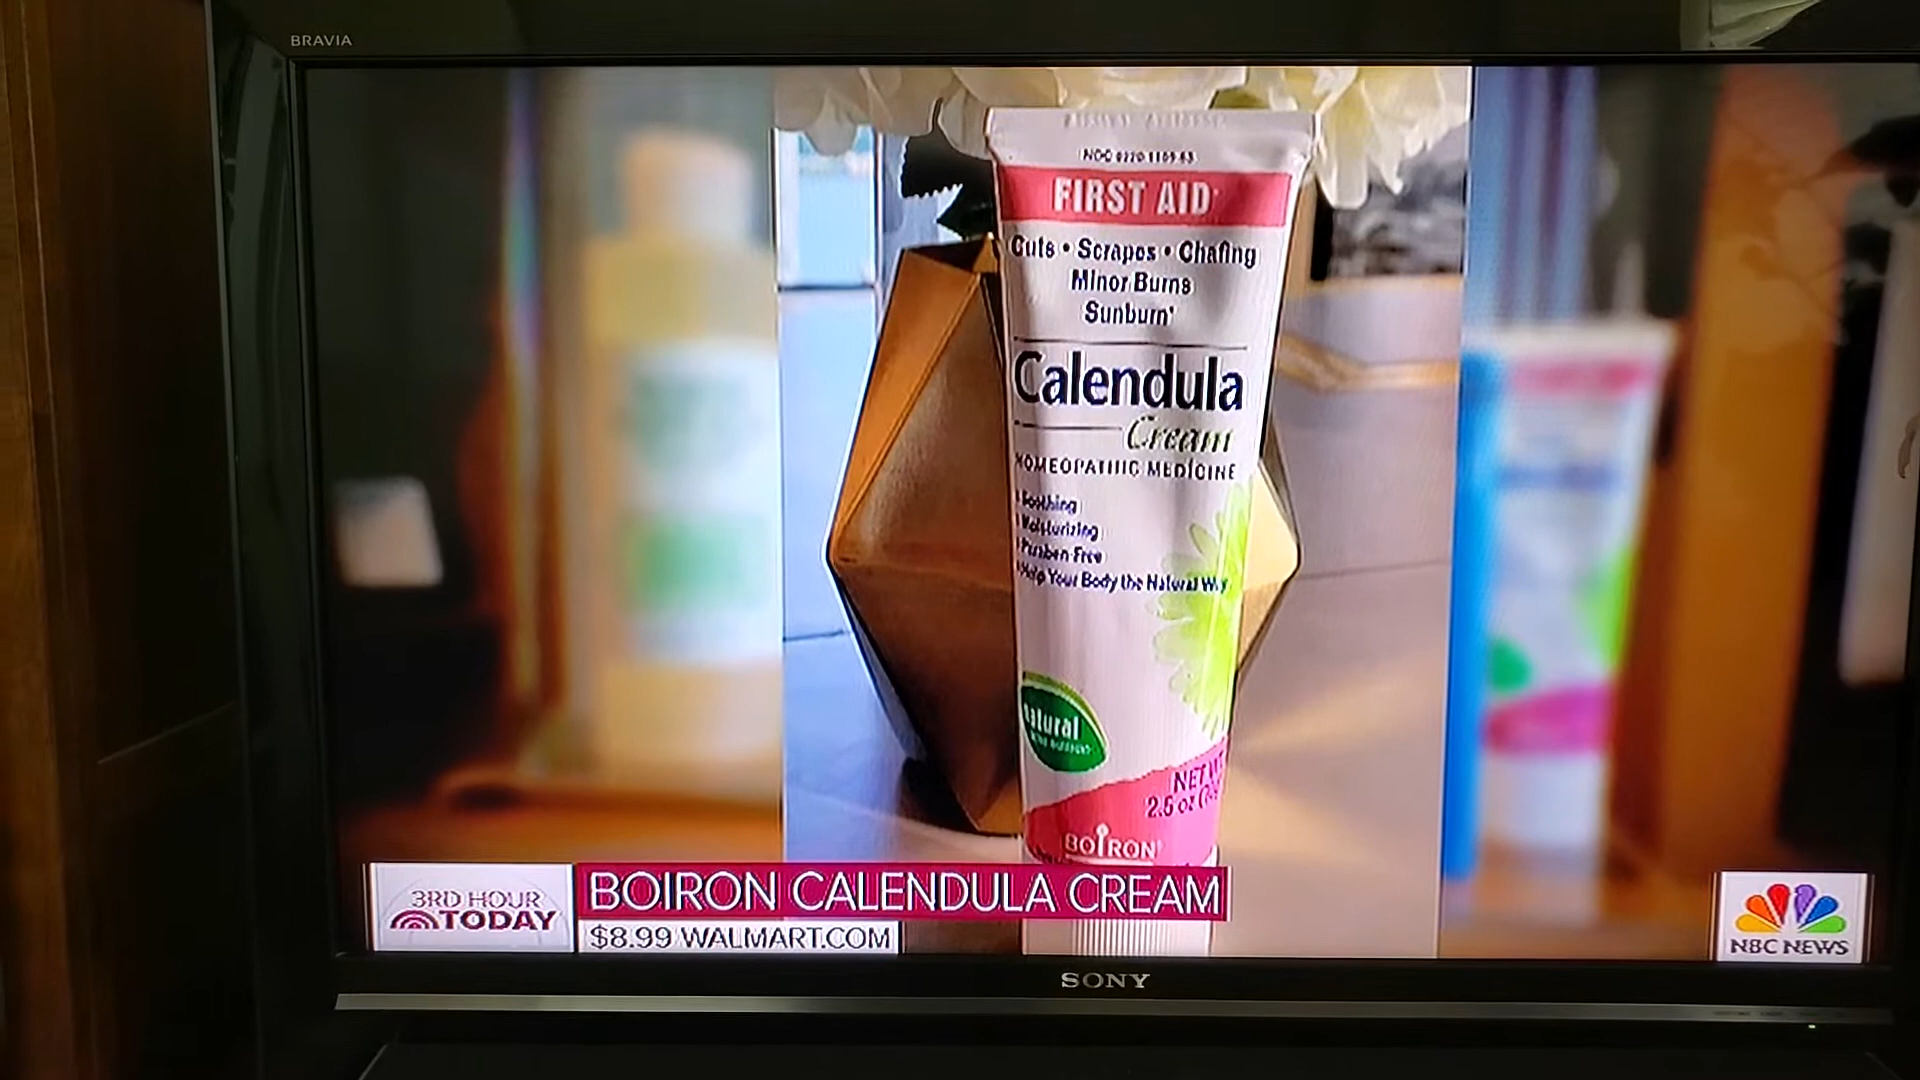 BRAVIA
FIRST AID*
Cuts • Scrapes • Chafing
Minor Burns
Sunburn*
Calendula
Cream
HOMEOPATHIC MEDICINE
Soothing
Moisturizing
Paraben-Free
Help Your Body the Natural Way
natural
NET WT
2.5 oz
BOIRON
3RD HOUR
TODAY
BOIRON CALENDULA CREAM
$8.99 WALMART.COM
NBC NEWS
SONY